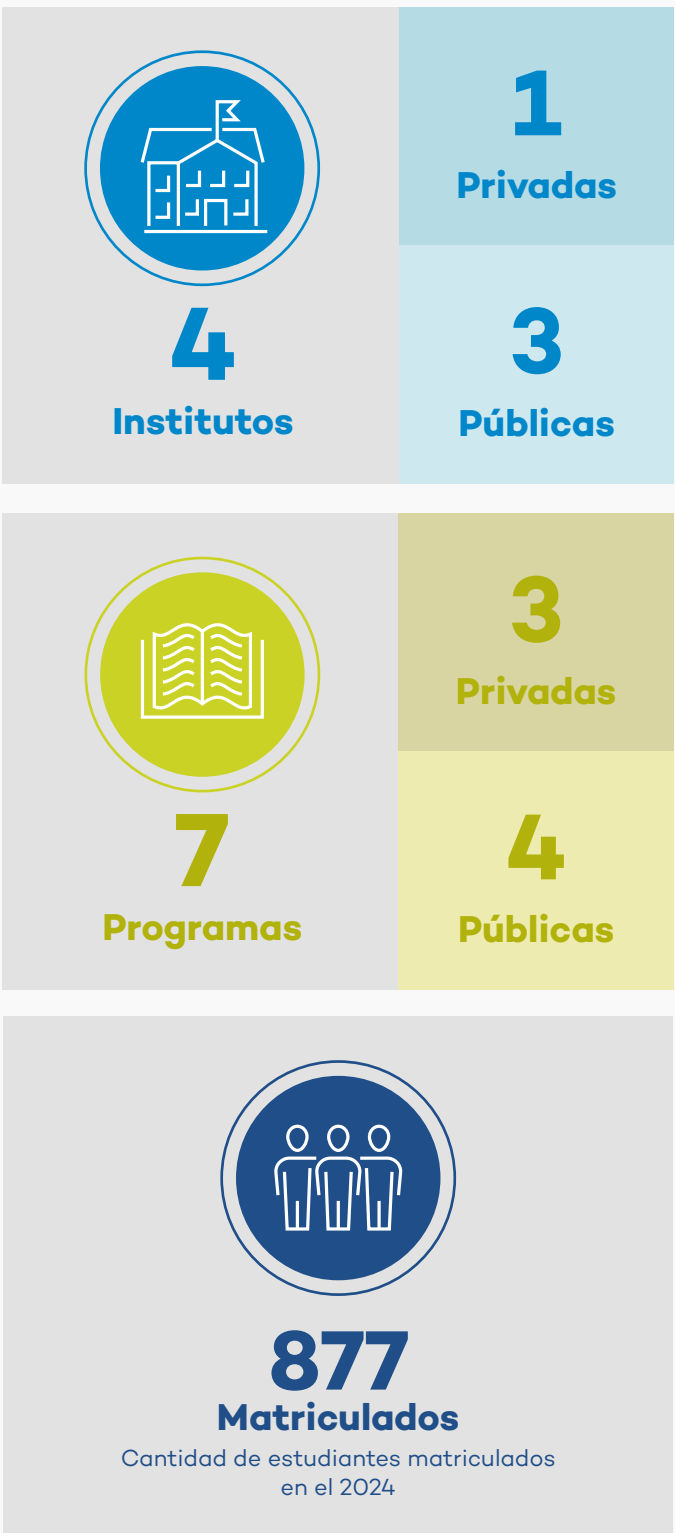 4
Institutos
1
Privadas
3
Públicas
7
Programas
3
Privadas
4
Públicas
877
Matriculados
Cantidad de estudiantes matriculados
en el 2024